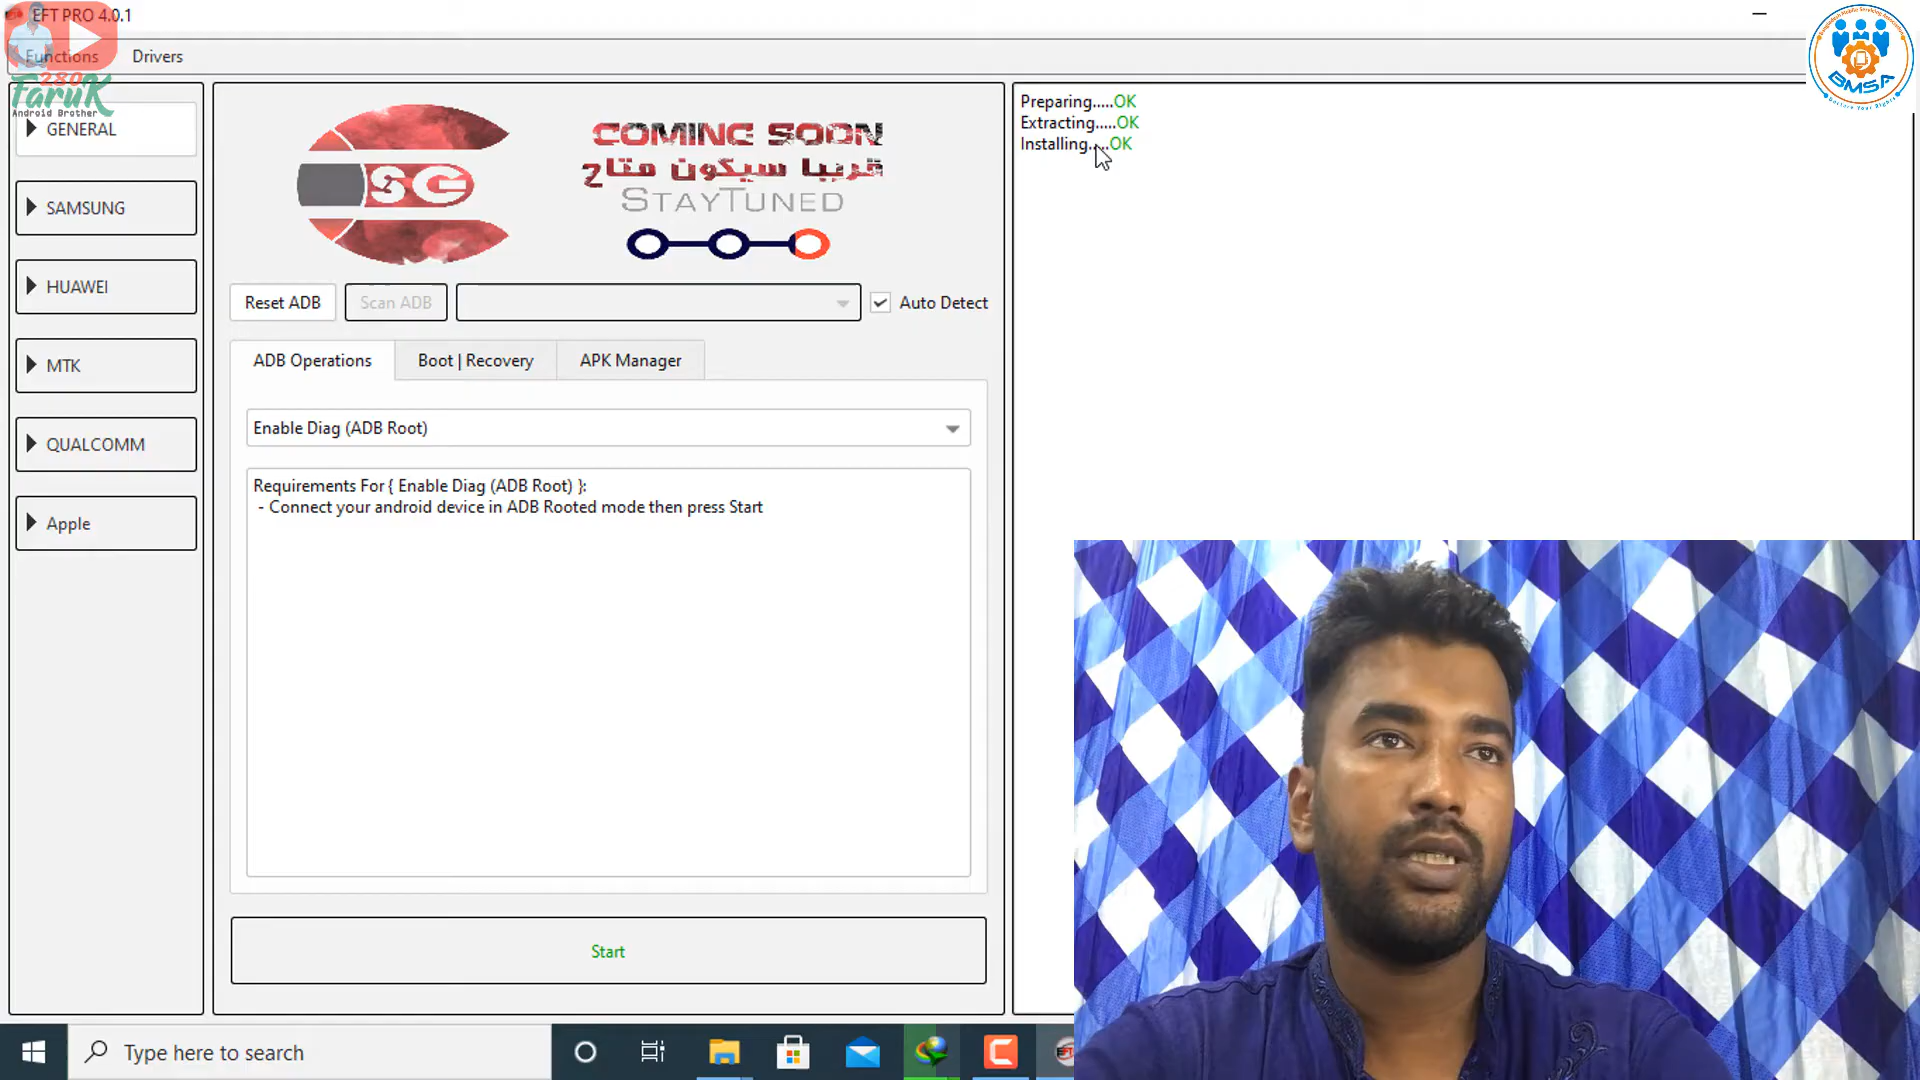 EFT PRO 4.0.1
Functions
Drivers
280
FaruK
Android Brother
GENERAL
SAMSUNG
HUAWEI
MTK
QUALCOMM
Apple
SG
COMING SOON
قريبا سيكون متاح
STAYTUNED
Reset ADB
Scan ADB
Auto Detect
ADB Operations
Boot | Recovery
APK Manager
Enable Diag (ADB Root)
Requirements For { Enable Diag (ADB Root) }:
- Connect your android device in ADB Rooted mode then press Start
Start
Preparing.....OK
Extracting.....OK
Installing.....OK
BMSA
Type here to search
EFT